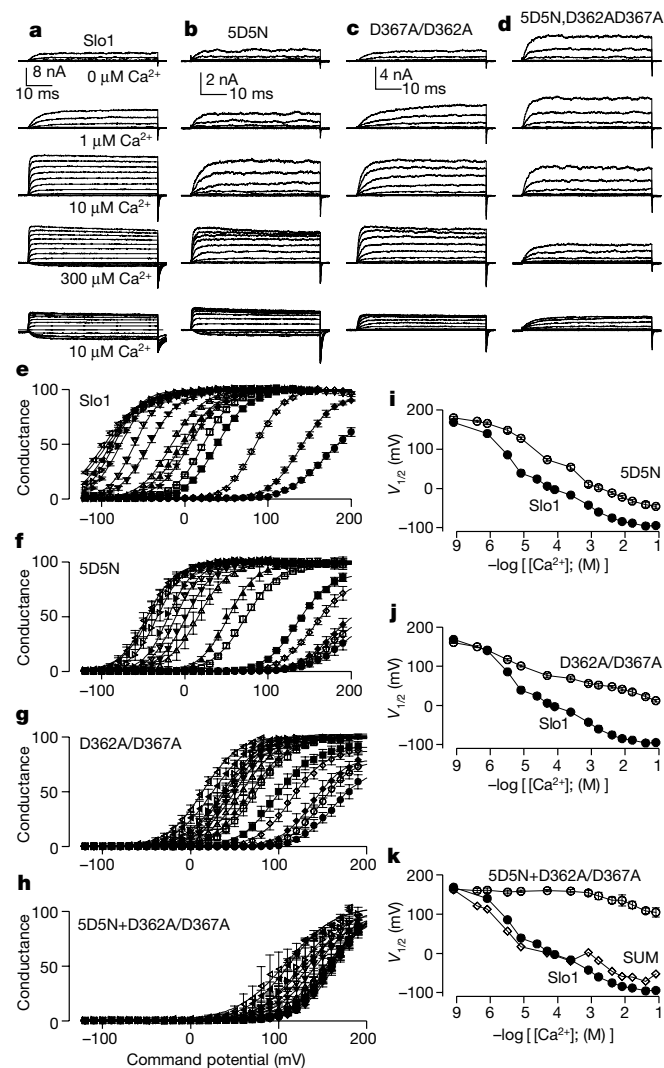 a
Slo1
b
5D5N
c
D367A/D362A
d
5D5N,D362AD367A
8 nA
0 µM Ca2+
10 ms
2 nA
10 ms
4 nA
10 ms
1 µM Ca2+
10 µM Ca2+
300 µM Ca2+
10 µM Ca2+
e
Slo1
100
50
0
Conductance
−100
0
100
200
f
5D5N
100
50
0
Conductance
−100
0
100
200
g
D362A/D367A
100
50
0
Conductance
−100
0
100
200
h
5D5N+D362A/D367A
100
50
0
Conductance
−100
0
100
200
Command potential (mV)
i
200
100
0
−100
V1/2 (mV)
5D5N
Slo1
9 6 5 4 3 2 1
−log[ [Ca2+]; (M) ]
j
200
100
0
−100
V1/2 (mV)
D362A/D367A
Slo1
9 6 5 4 3 2 1
−log[ [Ca2+]; (M) ]
k
5D5N+D362A/D367A
200
100
0
−100
V1/2 (mV)
SUM
Slo1
9 6 5 4 3 2 1
−log[ [Ca2+]; (M) ]